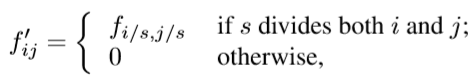 f′ᵢⱼ = { f_{i/s,j/s} if s divides both i and j;
0 otherwise,